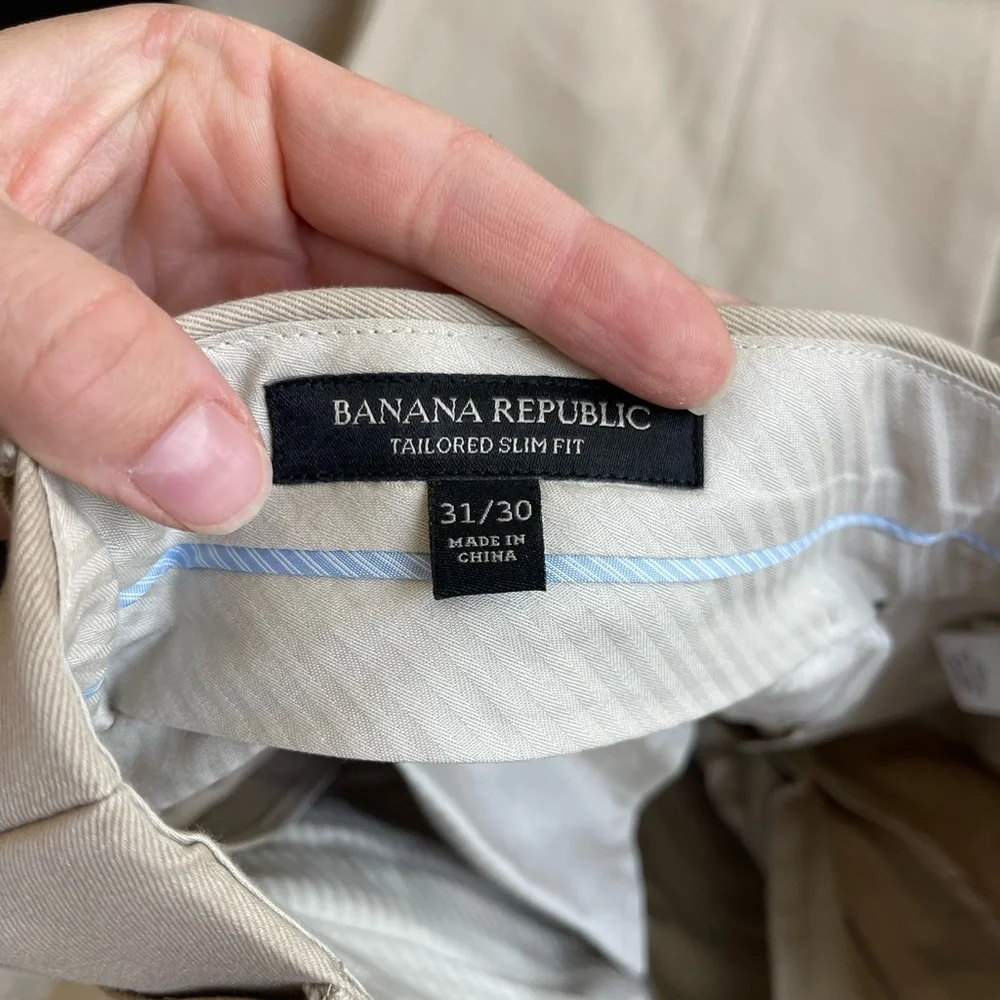 BANANA REPUBLIC
TAILORED SLIM FIT
31/30
MADE IN
CHINA